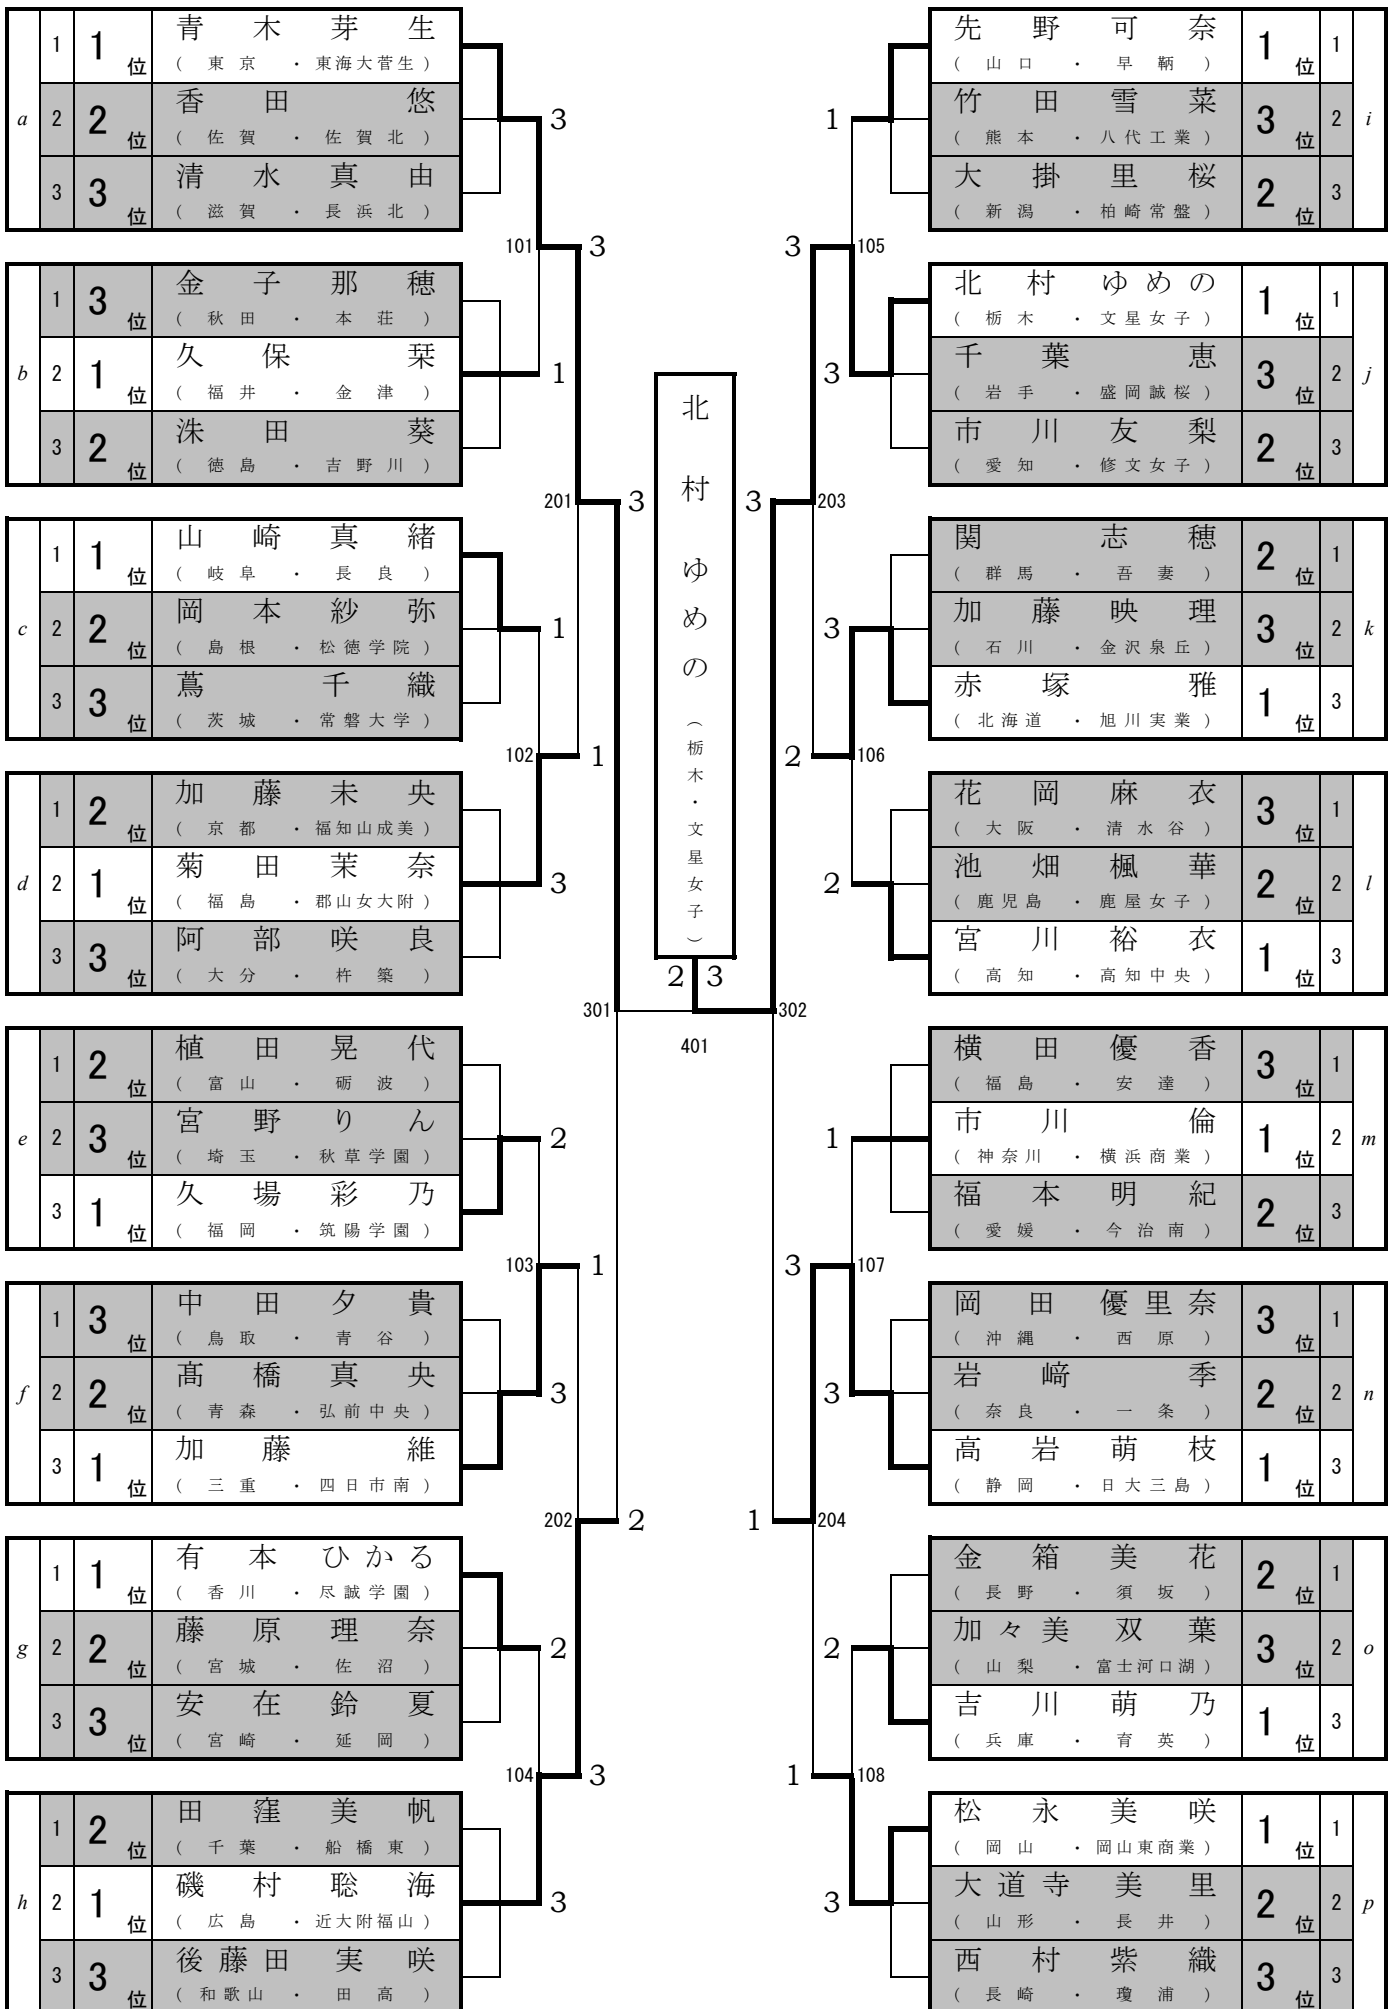 a
1 1位 青木芽生
(東京・東海大菅生)
2 2位 香田悠
(佐賀・佐賀北)
3 3位 清水真由
(滋賀・長浜北)
b
1 3位 金子那穂
(秋田・本荘)
2 1位 久保栞
(福井・金津)
3 2位 洙田葵
(徳島・吉野川)
c
1 1位 山崎真緒
(岐阜・長良)
2 2位 岡本紗弥
(島根・松徳学院)
3 3位 蔦千織
(茨城・常磐大学)
d
1 2位 加藤未央
(京都・福知山成美)
2 1位 菊田茉奈
(福島・郡山女大附)
3 3位 阿部咲良
(大分・杵築)
e
1 2位 植田晃代
(富山・砺波)
2 3位 宮野りん
(埼玉・秋草学園)
3 1位 久場彩乃
(福岡・筑陽学園)
f
1 3位 中田夕貴
(鳥取・青谷)
2 2位 髙橋真央
(青森・弘前中央)
3 1位 加藤維
(三重・四日市南)
g
1 1位 有本ひかる
(香川・尽誠学園)
2 2位 藤原理奈
(宮城・佐沼)
3 3位 安在鈴夏
(宮崎・延岡)
h
1 2位 田窪美帆
(千葉・船橋東)
2 1位 磯村聡海
(広島・近大附福山)
3 3位 後藤田実咲
(和歌山・田高)
3
101 3
1
201 3
1
102 1
3
301
2
103 1
3
202 2
2
104 3
3
北村ゆめの(栃木・文星女子)
2 3
401
1
3 105
3
3 203
3
2 106
2
302
1
3 107
3
1 204
2
1 108
3
先野可奈 1位 1
(山口・早鞆)
竹田雪菜 3位 2
(熊本・八代工業)
大掛里桜 2位 3
(新潟・柏崎常盤)
i
北村ゆめの 1位 1
(栃木・文星女子)
千葉恵 3位 2
(岩手・盛岡誠桜)
市川友梨 2位 3
(愛知・修文女子)
j
関志穂 2位 1
(群馬・吾妻)
加藤映理 3位 2
(石川・金沢泉丘)
赤塚雅 1位 3
(北海道・旭川実業)
k
花岡麻衣 3位 1
(大阪・清水谷)
池畑楓華 2位 2
(鹿児島・鹿屋女子)
宮川裕衣 1位 3
(高知・高知中央)
l
横田優香 3位 1
(福島・安達)
市川倫 1位 2
(神奈川・横浜商業)
福本明紀 2位 3
(愛媛・今治南)
m
岡田優里奈 3位 1
(沖縄・西原)
岩﨑季 2位 2
(奈良・一条)
高岩萌枝 1位 3
(静岡・日大三島)
n
金箱美花 2位 1
(長野・須坂)
加々美双葉 3位 2
(山梨・富士河口湖)
吉川萌乃 1位 3
(兵庫・育英)
o
松永美咲 1位 1
(岡山・岡山東商業)
大道寺美里 2位 2
(山形・長井)
西村紫織 3位 3
(長崎・瓊浦)
p